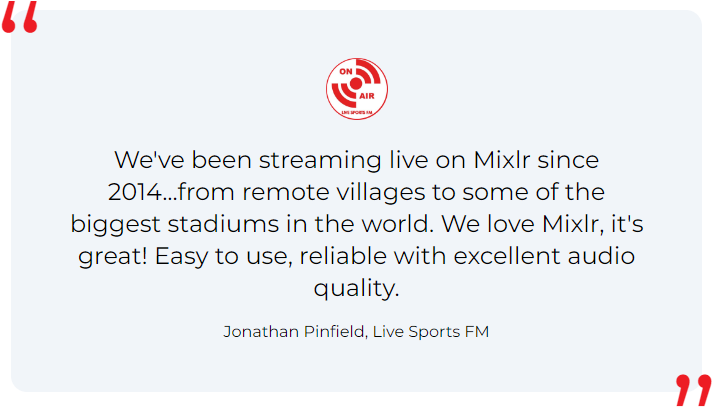 “
ON
AIR
LIVE SPORTS FM
We've been streaming live on Mixlr since
2014...from remote villages to some of the
biggest stadiums in the world. We love Mixlr, it's
great! Easy to use, reliable with excellent audio
quality.
Jonathan Pinfield, Live Sports FM
”